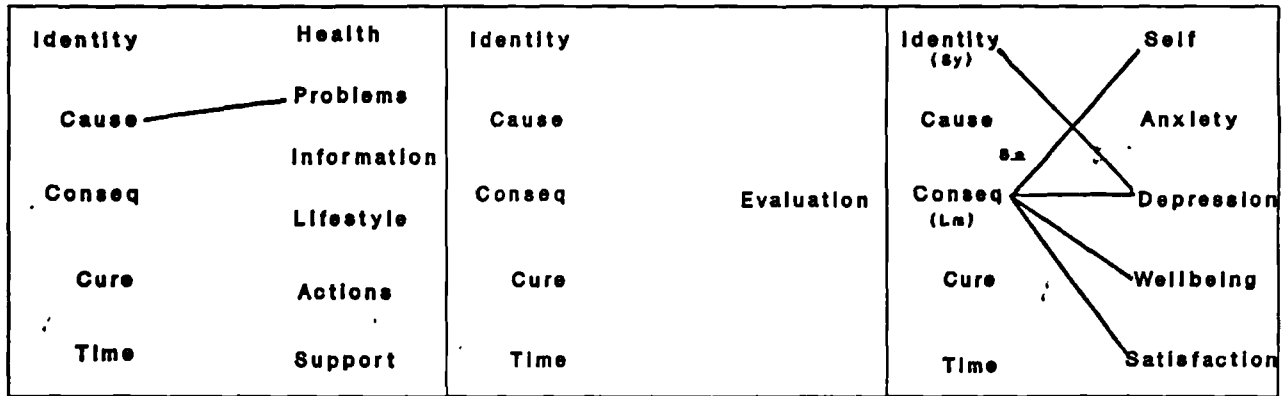 Identity
Cause
Conseq
Cure
Time
Health
Problems
Information
Lifestyle
Actions
Support
Identity
Cause
Conseq
Cure
Time
Evaluation
Identity
(Sy)
Cause
Conseq
(Lm)
Cure
Time
Self
Anxiety
Depression
Wellbeing
Satisfaction